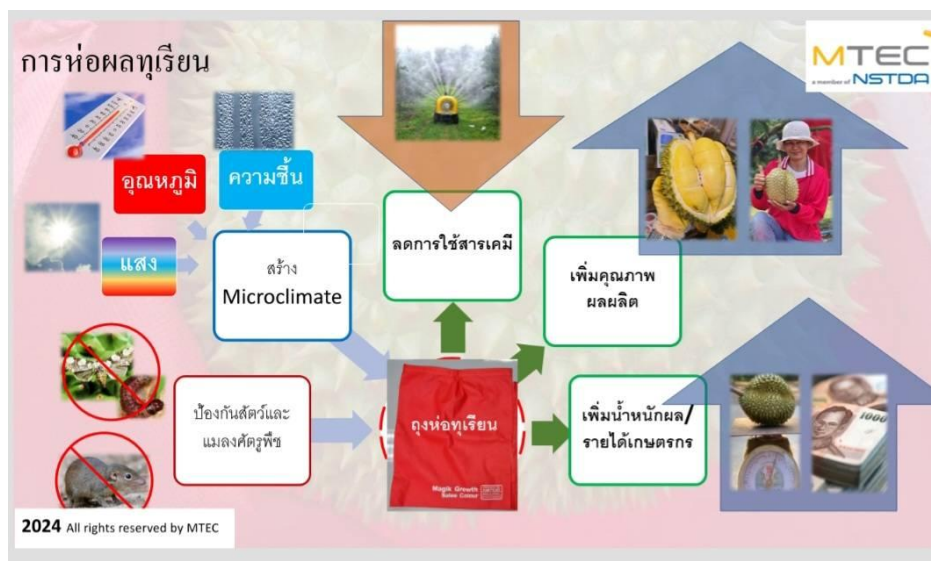 การห่อผลทุเรียน
MTEC
a member of NSTDA
อุณหภูมิ
ความชื้น
แสง
สร้าง
Microclimate
ลดการใช้สารเคมี
เพิ่มคุณภาพ
ผลผลิต
ป้องกันสัตว์และ
แมลงศัตรูพืช
ถุงห่อทุเรียน
Magik Growth
เพิ่มน้ำหนักผล/
รายได้เกษตรกร
1000
2024 All rights reserved by MTEC